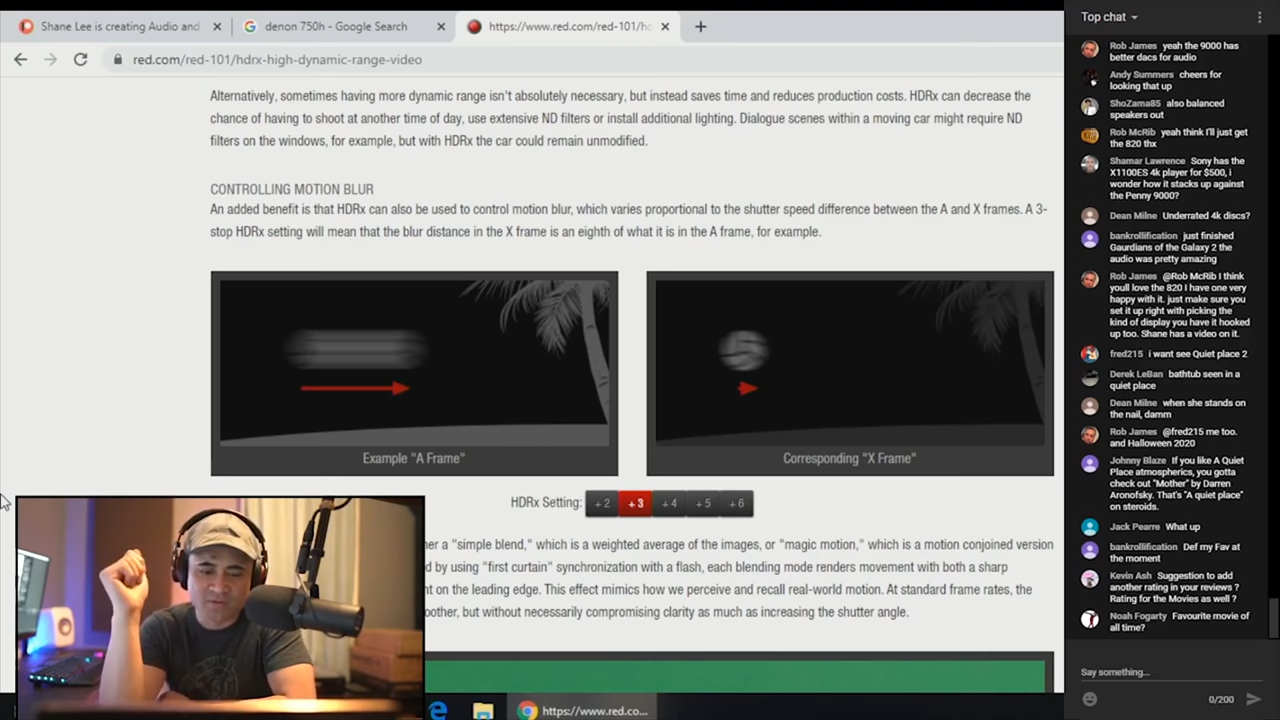 Shane Lee is creating Audio and
denon 750h - Google Search
https://www.red.com/red-101/h
red.com/red-101/hdrx-high-dynamic-range-video
Alternatively, sometimes having more dynamic range isn't absolutely necessary, but instead saves time and reduces production costs. HDRx can decrease the
chance of having to shoot at another time of day, use extensive ND filters or install additional lighting. Dialogue scenes within a moving car might require ND
filters on the windows, for example, but with HDRx the car could remain unmodified.
CONTROLLING MOTION BLUR
An added benefit is that HDRx can also be used to control motion blur, which varies proportional to the shutter speed difference between the A and X frames. A 3-
stop HDRx setting will mean that the blur distance in the X frame is an eighth of what it is in the A frame, for example.
Example "A Frame"
Corresponding "X Frame"
HDRx Setting: +2 +3 +4 +5 +6
her a "simple blend," which is a weighted average of the images, or "magic motion," which is a motion conjoined version
d by using "first curtain" synchronization with a flash, each blending mode renders movement with both a sharp
nt on the leading edge. This effect mimics how we perceive and recall real-world motion. At standard frame rates, the
oother, but without necessarily compromising clarity as much as increasing the shutter angle.
https://www.red.co...
Top chat
Rob James yeah the 9000 has
better dacs for audio
Andy Summers cheers for
looking that up
ShoZama85 also balanced
speakers out
Rob McRib yeah think I'll just get
the 820 thx
Shamar Lawrence Sony has the
X1100ES 4k player for $500, i
wonder how it stacks up against
the Penny 9000?
Dean Milne Underrated 4k discs?
bankrollification just finished
Gaurdians of the Galaxy 2 the
audio was pretty amazing
Rob James @Rob McRib I think
youll love the 820 I have one very
happy with it. just make sure you
set it up right with picking the
kind of display you have it hooked
up too. Shane has a video on it.
fred215 i want see Quiet place 2
Derek LeBan bathtub seen in a
quiet place
Dean Milne when she stands on
the nail, damm
Rob James @fred215 me too.
and Halloween 2020
Johnny Blaze If you like A Quiet
Place atmospherics, you gotta
check out "Mother" by Darren
Aronofsky. That's "A quiet place"
on steroids.
Jack Pearre What up
bankrollification Def my Fav at
the moment
Kevin Ash Suggestion to add
another rating in your reviews ?
Rating for the Movies as well ?
Noah Fogarty Favourite movie of
all time?
Say something...
0/200